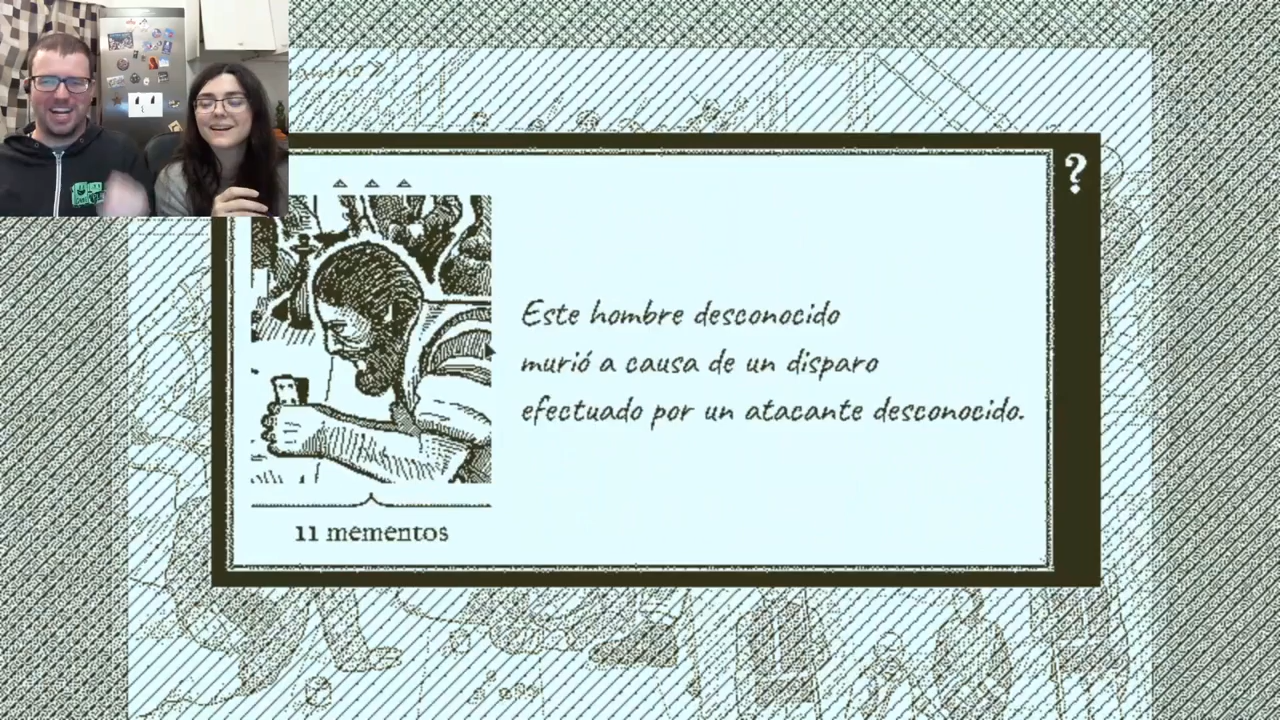 ?
Este hombre desconocido
murió a causa de un disparo
efectuado por un atacante desconocido.
11 mementos